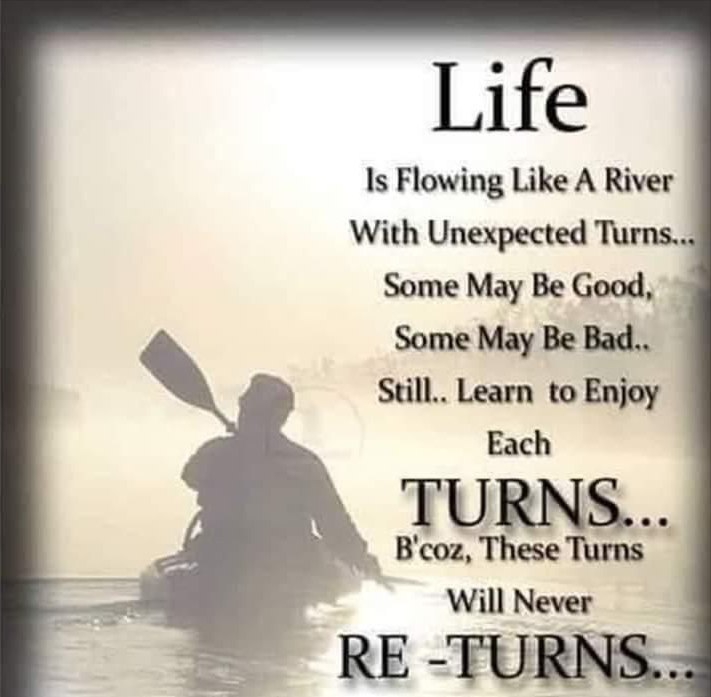 Life
Is Flowing Like A River
With Unexpected Turns...
Some May Be Good,
Some May Be Bad..
Still.. Learn to Enjoy
Each
TURNS...
B'coz, These Turns
Will Never
RE -TURNS...